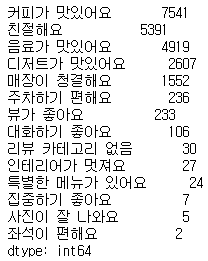 커피가 맛있어요 7541
친절해요 5391
음료가 맛있어요 4919
디저트가 맛있어요 2607
매장이 청결해요 1552
주차하기 편해요 236
뷰가 좋아요 233
대화하기 좋아요 106
리뷰 카테고리 없음 30
인테리어가 멋져요 27
특별한 메뉴가 있어요 24
집중하기 좋아요 7
사진이 잘 나와요 5
좌석이 편해요 2
dtype: int64